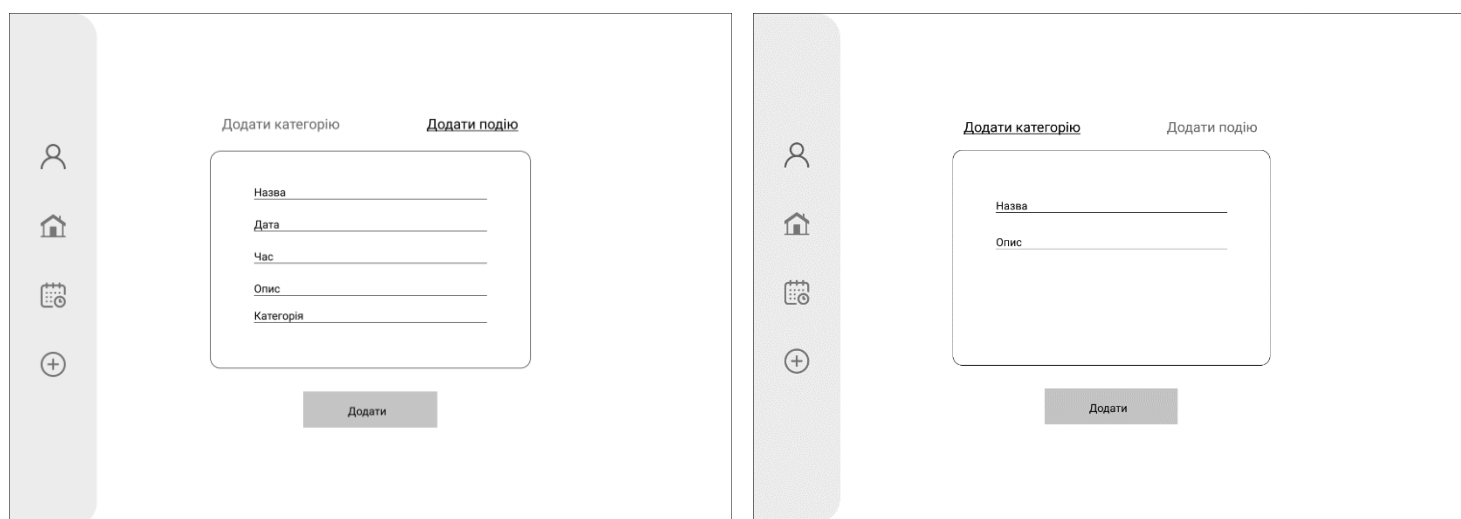 Додати категорію Додати подію
Назва
Дата
Час
Опис
Категорія
Додати
Додати категорію Додати подію
Назва
Опис
Додати